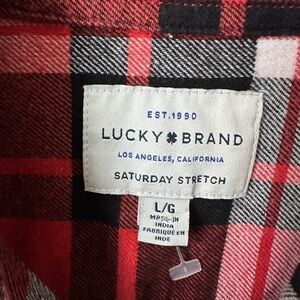 EST. 1990
LUCKY BRAND
LOS ANGELES, CALIFORNIA
SATURDAY STRETCH
L/G
MADE IN
INDIA
FABRIQUÉ EN
INDE